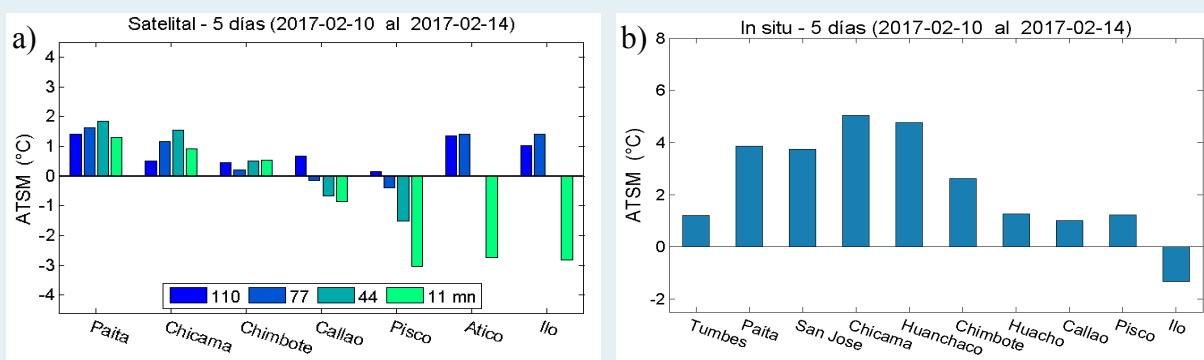 a)
Satelital - 5 días (2017-02-10 al 2017-02-14)
ATSM (°C)
4
3
2
1
0
-1
-2
-3
-4
110 77 44 11 mn
Paita Chicama Chimbote Callao Pisco Atico Ilo
b)
In situ - 5 días (2017-02-10 al 2017-02-14)
ATSM (°C)
8
6
4
2
0
-2
Tumbes Paita San Jose Chicama Huanchaco Chimbote Huacho Callao Pisco Ilo